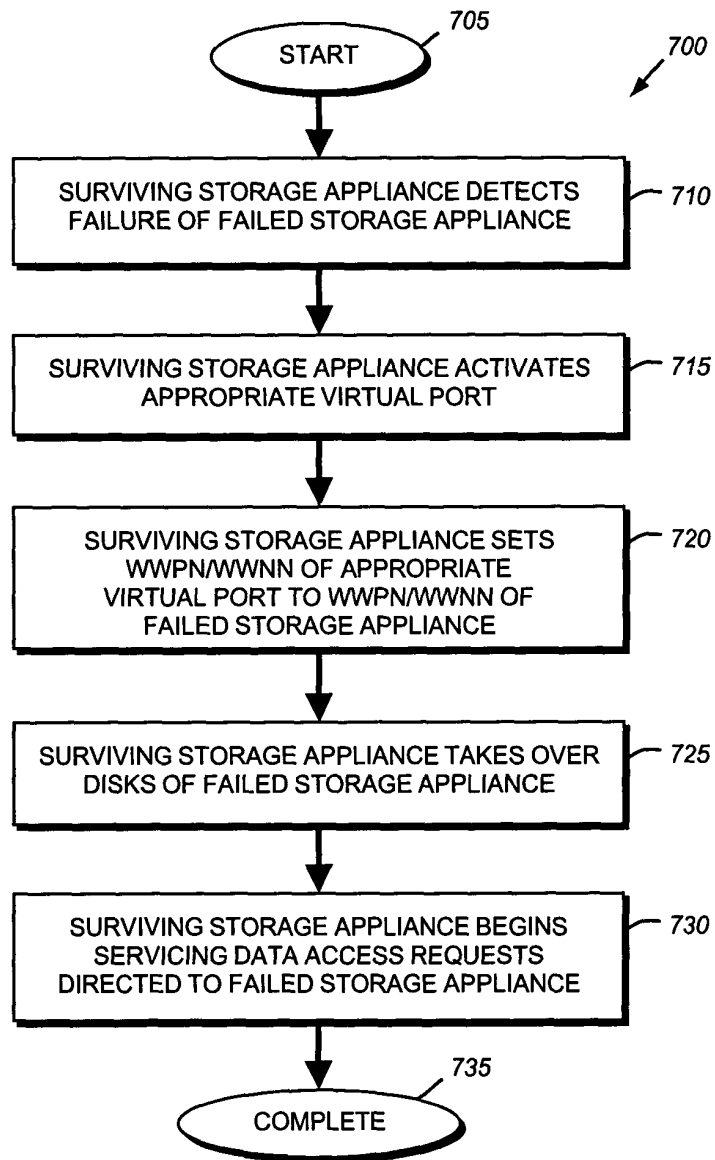 705
START
700
SURVIVING STORAGE APPLIANCE DETECTS
FAILURE OF FAILED STORAGE APPLIANCE
710
SURVIVING STORAGE APPLIANCE ACTIVATES
APPROPRIATE VIRTUAL PORT
715
SURVIVING STORAGE APPLIANCE SETS
WWPN/WWNN OF APPROPRIATE
VIRTUAL PORT TO WWPN/WWNN OF
FAILED STORAGE APPLIANCE
720
SURVIVING STORAGE APPLIANCE TAKES OVER
DISKS OF FAILED STORAGE APPLIANCE
725
SURVIVING STORAGE APPLIANCE BEGINS
SERVICING DATA ACCESS REQUESTS
DIRECTED TO FAILED STORAGE APPLIANCE
730
735
COMPLETE